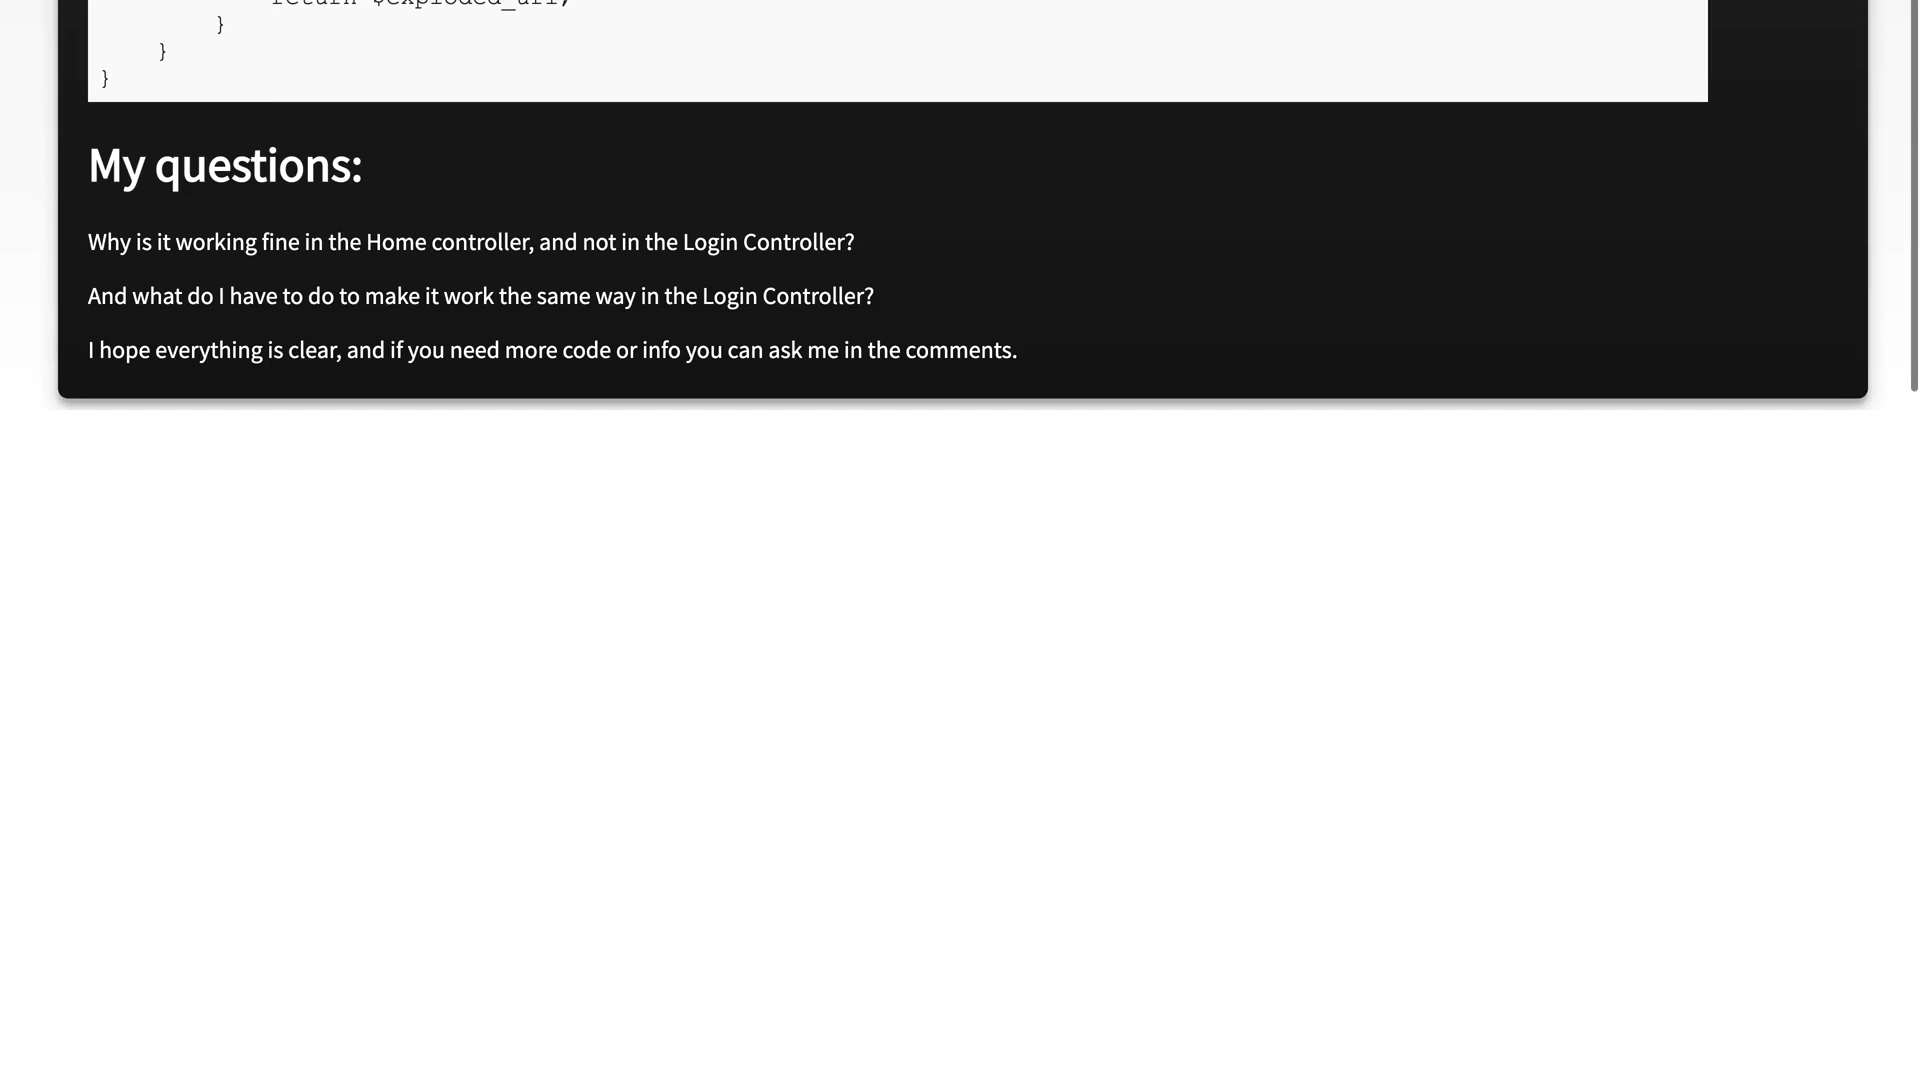 return $exploded_url;
}
}
}
My questions:
Why is it working fine in the Home controller, and not in the Login Controller?
And what do I have to do to make it work the same way in the Login Controller?
I hope everything is clear, and if you need more code or info you can ask me in the comments.